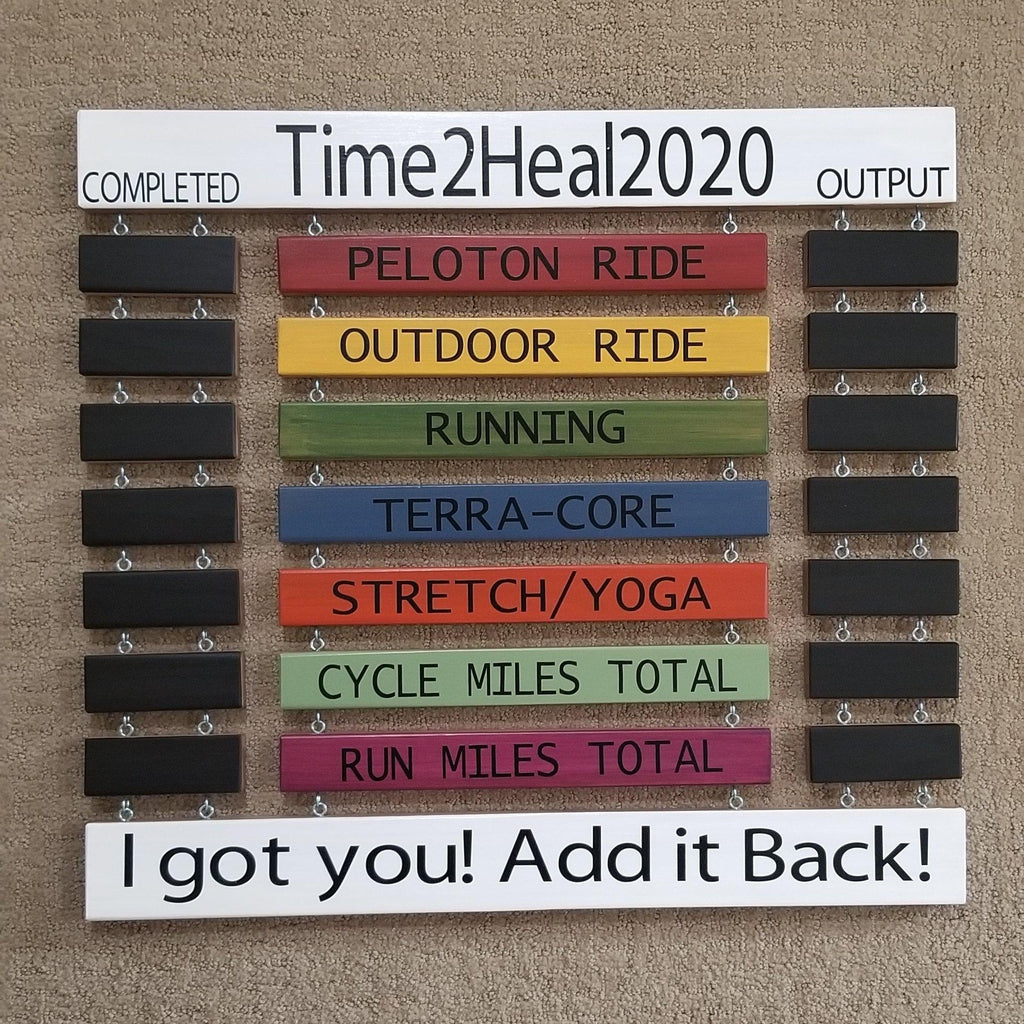 Time2Heal2020
COMPLETED OUTPUT
PELOTON RIDE
OUTDOOR RIDE
RUNNING
TERRA-CORE
STRETCH/YOGA
CYCLE MILES TOTAL
RUN MILES TOTAL
I got you! Add it Back!